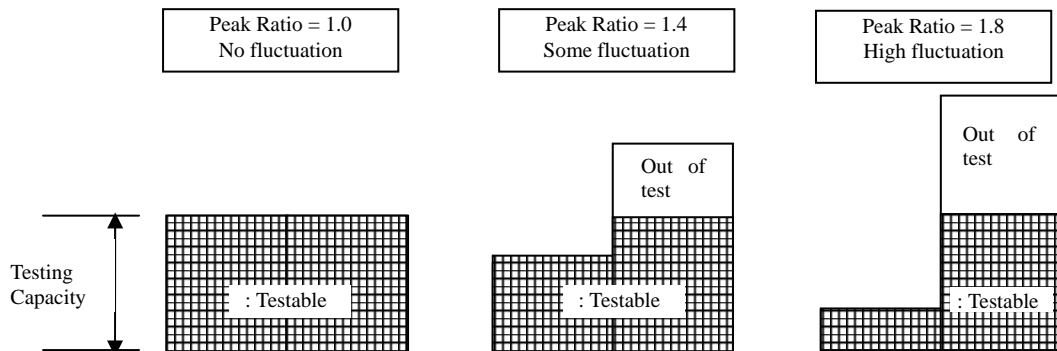 Peak Ratio = 1.0
No fluctuation
Peak Ratio = 1.4
Some fluctuation
Peak Ratio = 1.8
High fluctuation
Out of
test
Out of
test
Testing
Capacity
: Testable
: Testable
: Testable